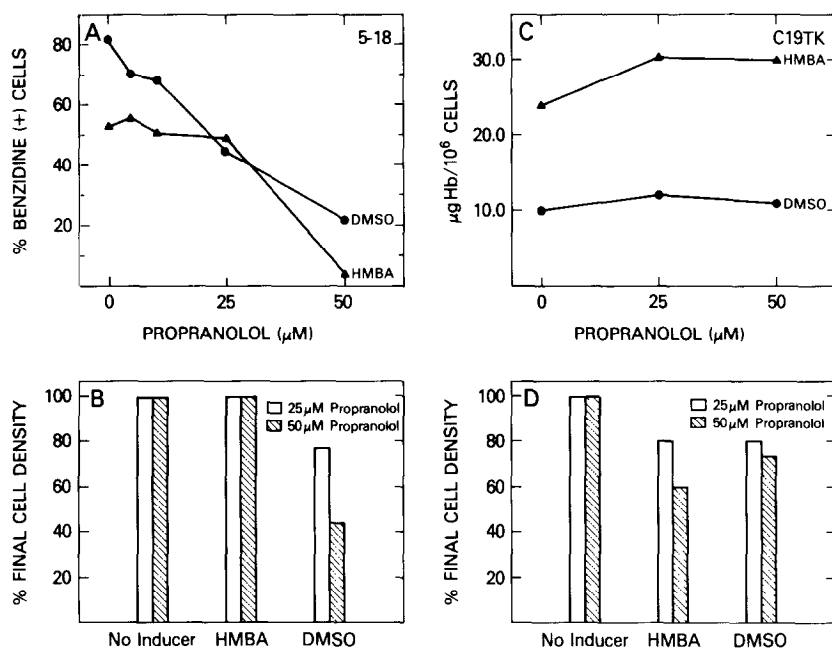 A
5-18
% BENZIDINE (+) CELLS
80
60
40
20
DMSO
HMBA
0
25
50
PROPRANOLOL (μM)
C
C19TK
μg Hb/10⁶ CELLS
30.0
20.0
10.0
HMBA
DMSO
0
25
50
PROPRANOLOL (μM)
B
% FINAL CELL DENSITY
100
80
60
40
20
25μM Propranolol
50μM Propranolol
No Inducer
HMBA
DMSO
D
% FINAL CELL DENSITY
100
80
60
40
20
25μM Propranolol
50μM Propranolol
No Inducer
HMBA
DMSO